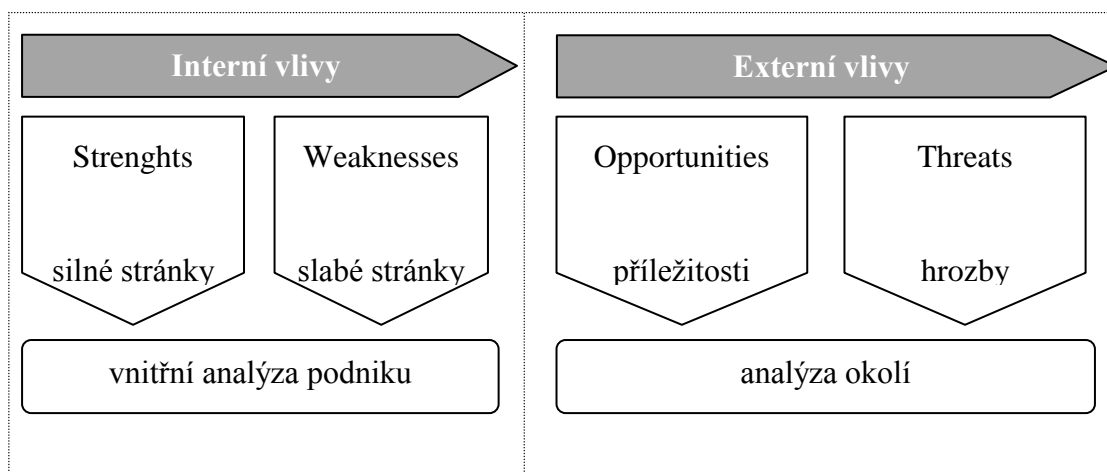 Interní vlivy
Strenghts
silné stránky
Weaknesses
slabé stránky
vnitřní analýza podniku
Externí vlivy
Opportunities
příležitosti
Threats
hrozby
analýza okolí